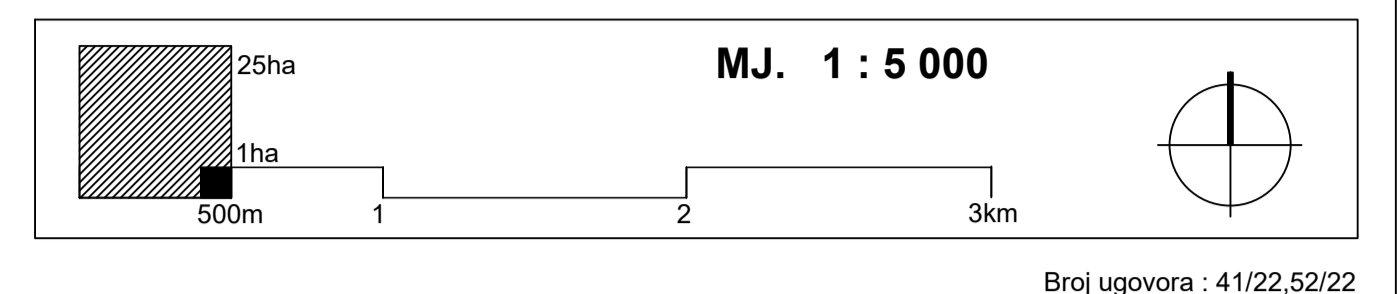 25ha
MJ. 1 : 5 000
1ha
500m 1 2 3km
Broj ugovora : 41/22,52/22